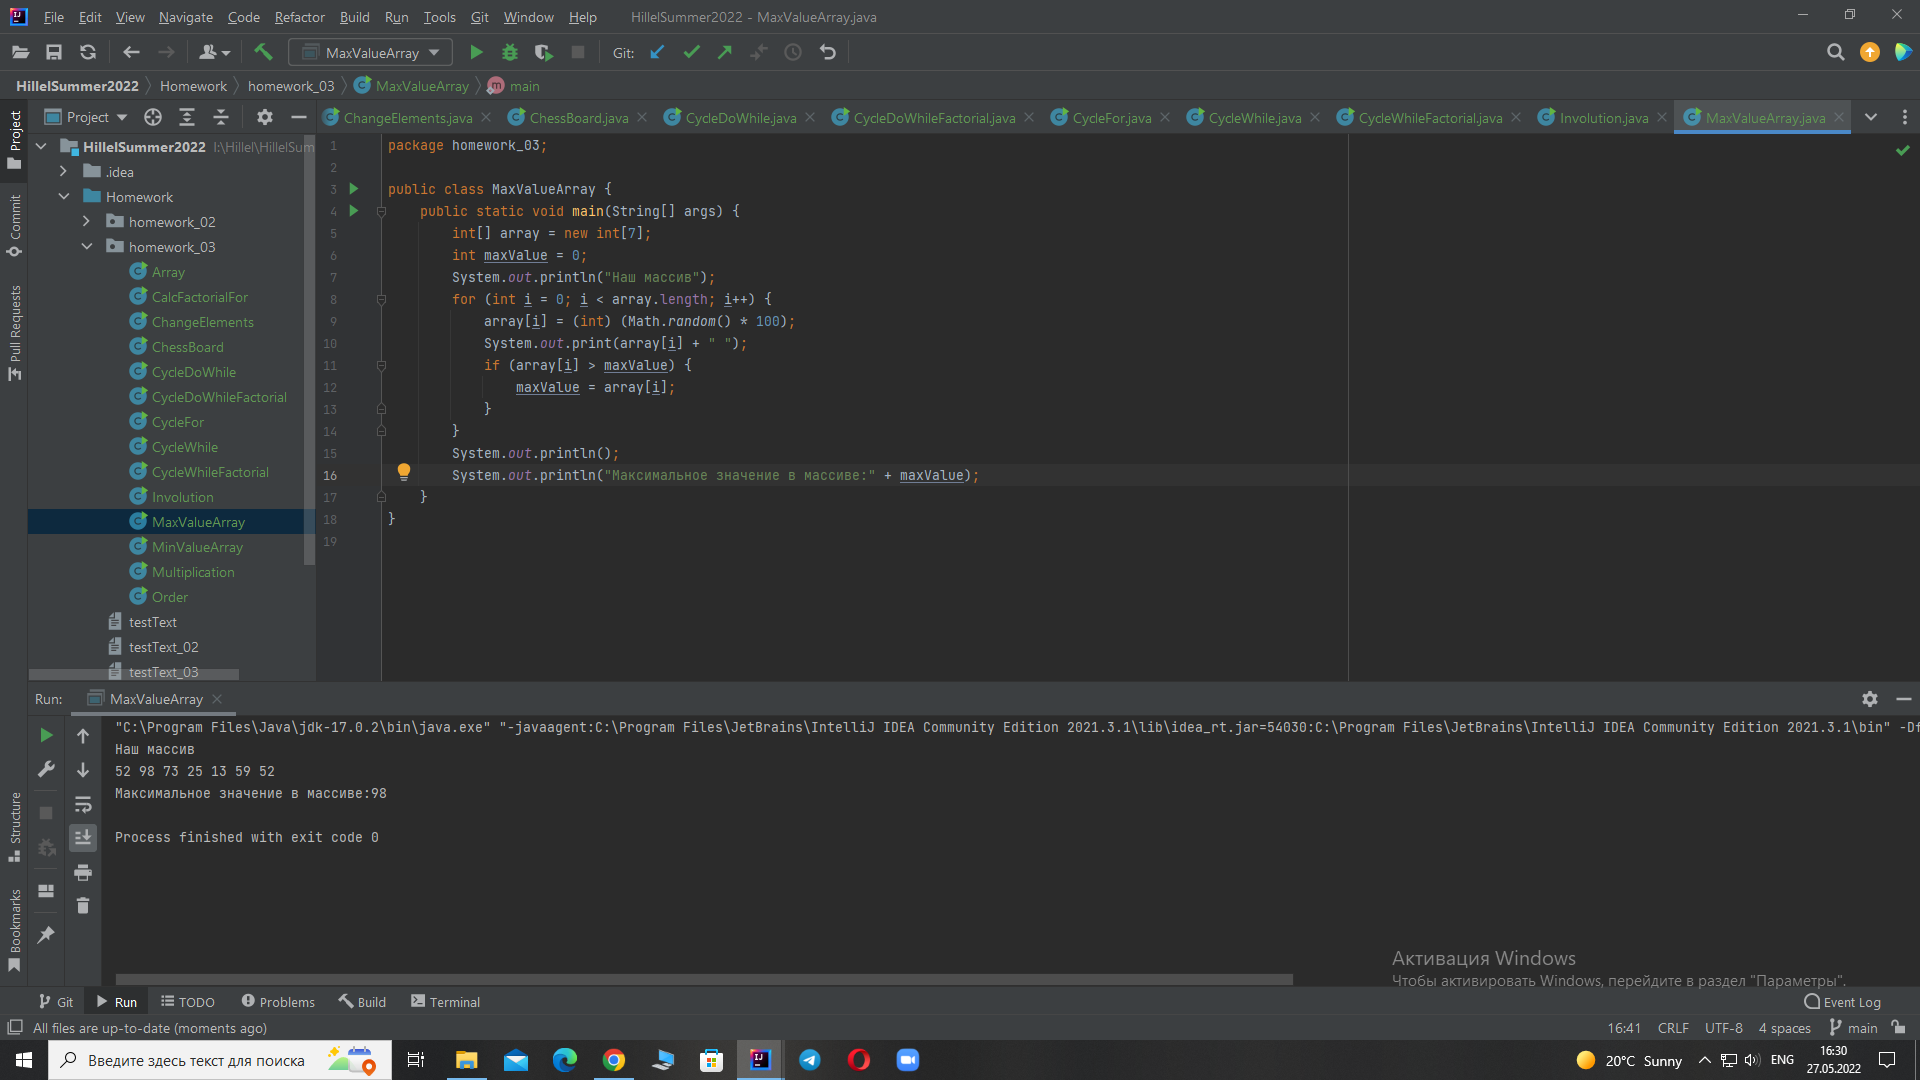 File Edit View Navigate Code Refactor Build Run Tools Git Window Help HillelSummer2022 - MaxValueArray.java
MaxValueArray Git:
HillelSummer2022 Homework homework_03 MaxValueArray main
Project ChangeElements.java ChessBoard.java CycleDoWhile.java CycleDoWhileFactorial.java CycleFor.java CycleWhile.java CycleWhileFactorial.java Involution.java MaxValueArray.java
Project
Commit
Pull Requests
Structure
Bookmarks
HillelSummer2022 I:\Hillel\HillelSum
.idea
Homework
homework_02
homework_03
Array
CalcFactorialFor
ChangeElements
ChessBoard
CycleDoWhile
CycleDoWhileFactorial
CycleFor
CycleWhile
CycleWhileFactorial
Involution
MaxValueArray
MinValueArray
Multiplication
Order
testText
testText_02
testText_03
1 package homework_03;
2
3 public class MaxValueArray {
4 public static void main(String[] args) {
5 int[] array = new int[7];
6 int maxValue = 0;
7 System.out.println("Наш массив");
8 for (int i = 0; i < array.length; i++) {
9 array[i] = (int) (Math.random() * 100);
10 System.out.print(array[i] + " ");
11 if (array[i] > maxValue) {
12 maxValue = array[i];
13 }
14 }
15 System.out.println();
16 System.out.println("Максимальное значение в массиве:" + maxValue);
17 }
18 }
19
Run: MaxValueArray
"C:\Program Files\Java\jdk-17.0.2\bin\java.exe" "-javaagent:C:\Program Files\JetBrains\IntelliJ IDEA Community Edition 2021.3.1\lib\idea_rt.jar=54030:C:\Program Files\JetBrains\IntelliJ IDEA Community Edition 2021.3.1\bin" -Df
Наш массив
52 98 73 25 13 59 52
Максимальное значение в массиве:98
Process finished with exit code 0
Активация Windows
Чтобы активировать Windows, перейдите в раздел "Параметры".
Git Run TODO Problems Build Terminal Event Log
All files are up-to-date (moments ago) 16:41 CRLF UTF-8 4 spaces main
Введите здесь текст для поиска 20°C Sunny ENG 16:30
27.05.2022